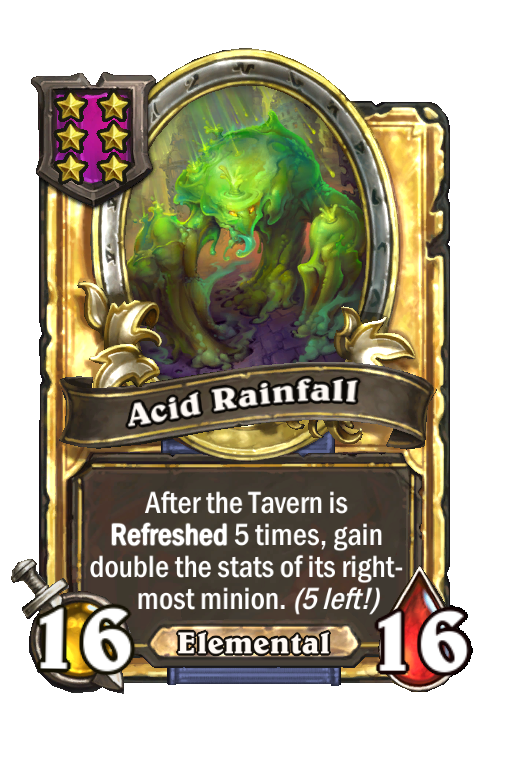 Acid Rainfall
After the Tavern is
Refreshed 5 times, gain
double the stats of its right-
most minion. (5 left!)
16
Elemental
16